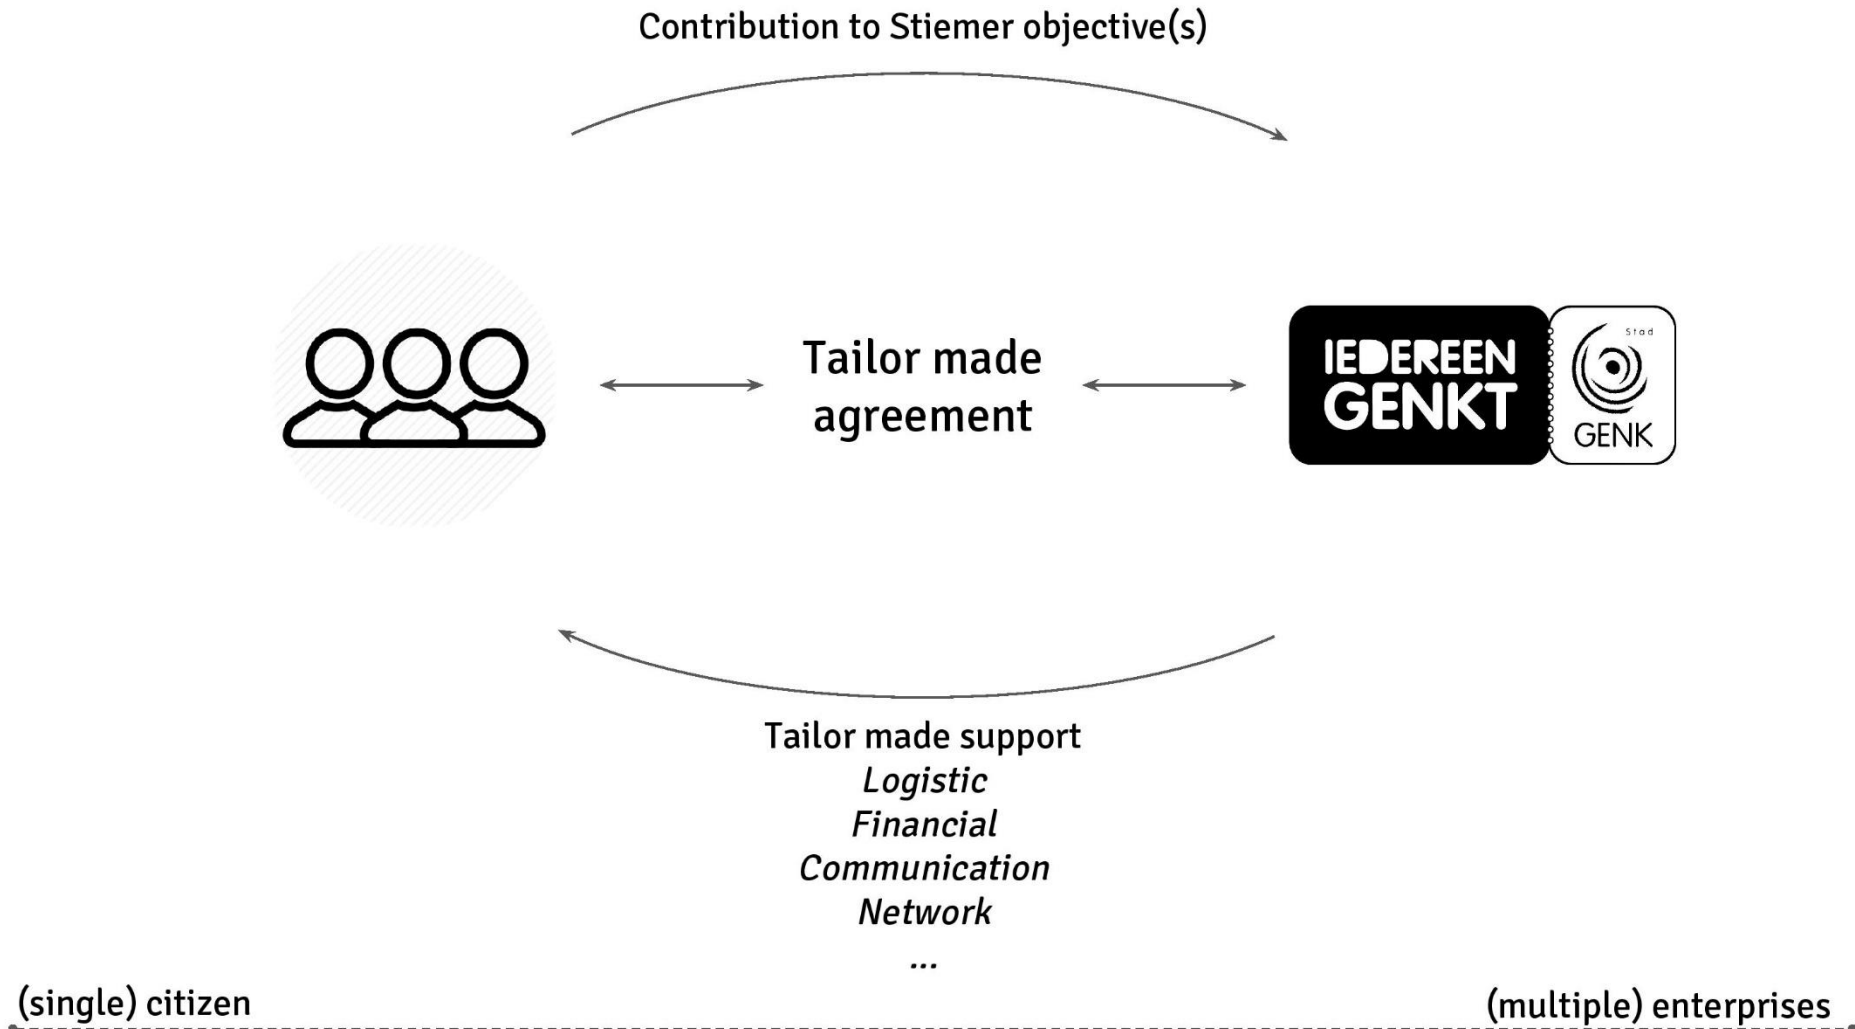 Contribution to Stiemer objective(s)
Tailor made
agreement
IEDEREEN
GENKT
Stad
GENK
Tailor made support
Logistic
Financial
Communication
Network
...
(single) citizen
(multiple) enterprises